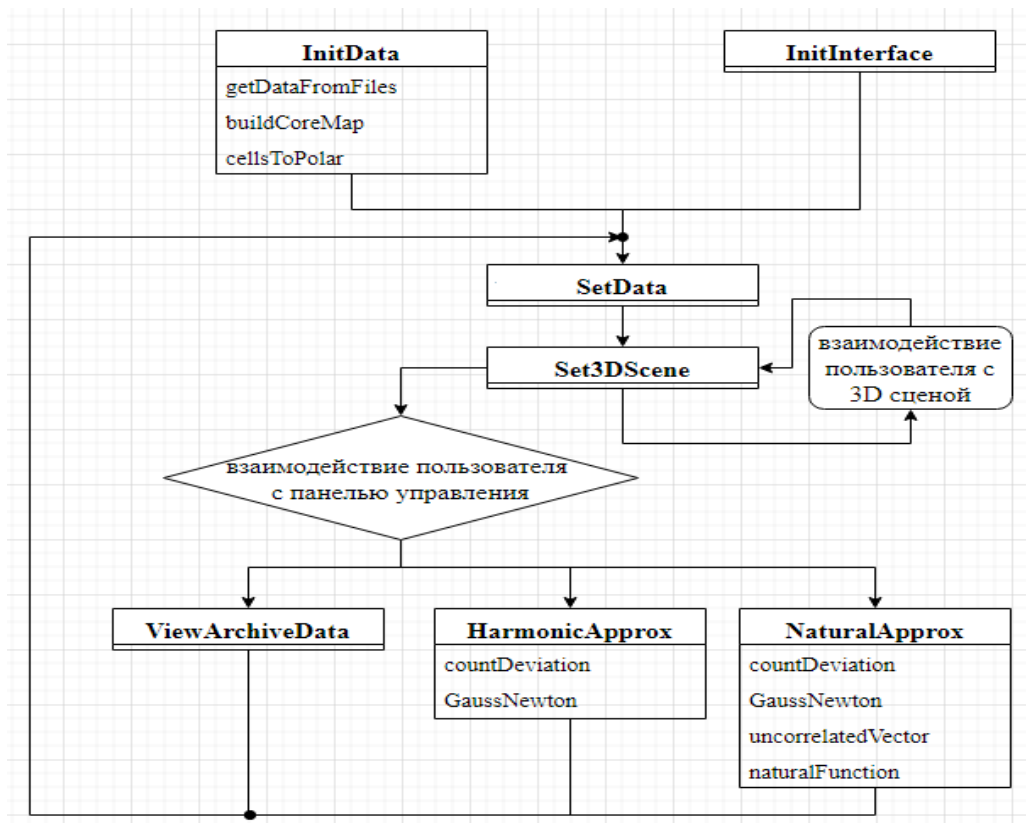 InitData
getDataFromFiles
buildCoreMap
cellsToPolar
InitInterface
SetData
Set3DScene
взаимодействие
пользователя с
3D сценой
взаимодействие пользователя
с панелью управления
ViewArchiveData
HarmonicApprox
countDeviation
GaussNewton
NaturalApprox
countDeviation
GaussNewton
uncorrelatedVector
naturalFunction